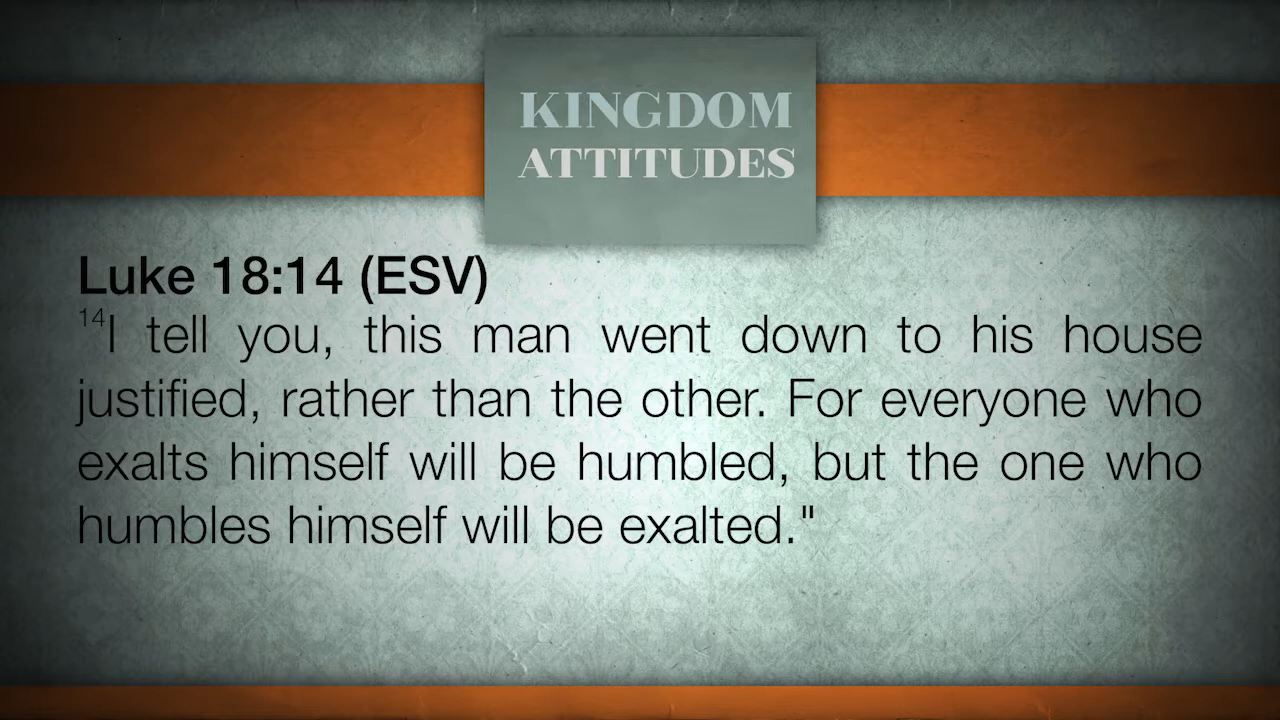 KINGDOM
ATTITUDES
Luke 18:14 (ESV)
14I tell you, this man went down to his house
justified, rather than the other. For everyone who
exalts himself will be humbled, but the one who
humbles himself will be exalted."